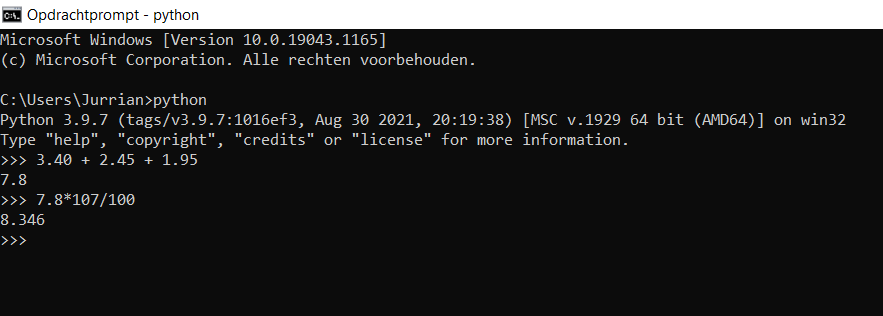 Opdrachtprompt - python
Microsoft Windows [Version 10.0.19043.1165]
(c) Microsoft Corporation. Alle rechten voorbehouden.
C:\Users\Jurrian>python
Python 3.9.7 (tags/v3.9.7:1016ef3, Aug 30 2021, 20:19:38) [MSC v.1929 64 bit (AMD64)] on win32
Type "help", "copyright", "credits" or "license" for more information.
>>> 3.40 + 2.45 + 1.95
7.8
>>> 7.8*107/100
8.346
>>>